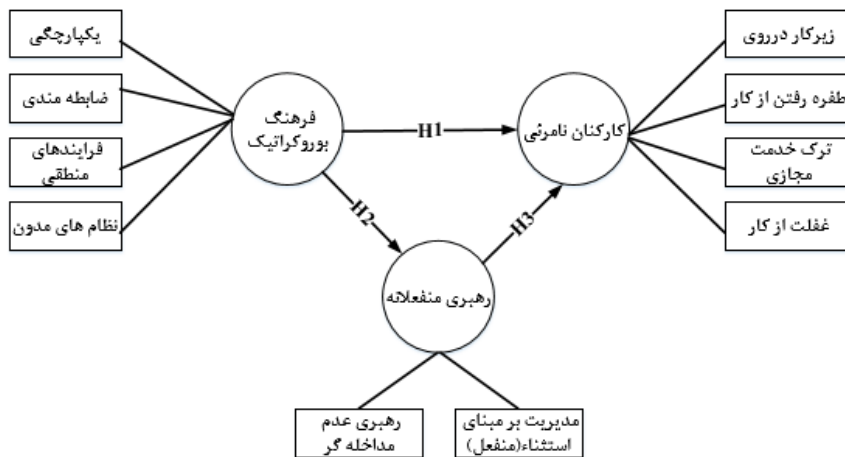 یکپارچگی
ضابطه مندی
فرایندهای
منطقی
نظام های مدون
فرهنگ
بوروکراتیک
H1
H2
H3
کارکنان نامرئی
زیرکار درروی
طفره رفتن از کار
ترک خدمت
مجازی
غفلت از کار
رهبری منفعلانه
رهبری عدم
مداخله گر
مدیریت بر مبنای
استثناء(منفعل)